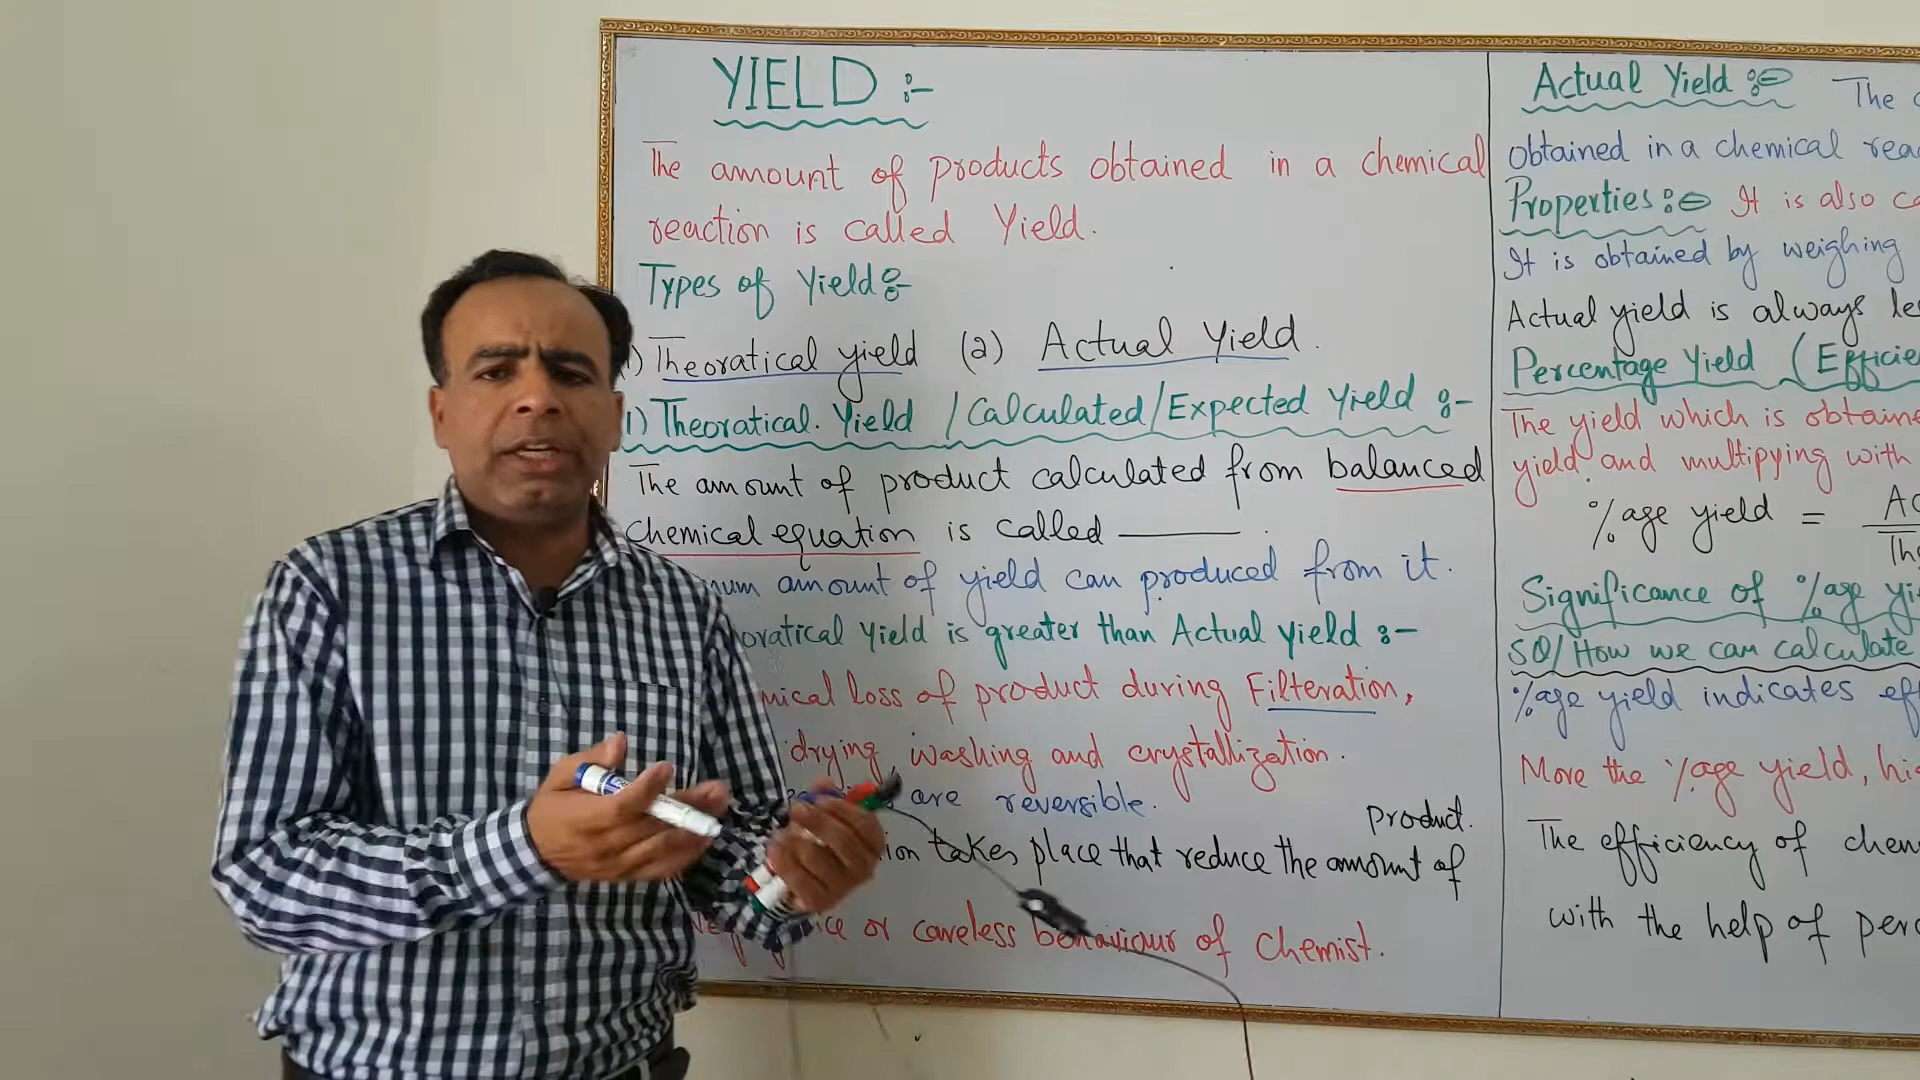 YIELD :-
The amount of products obtained in a chemical
reaction is called Yield.
Types of Yield :-
1) Theoratical yield (2) Actual Yield.
1) Theoratical. Yield / Calculated / Expected Yield :-
The amount of product calculated from balanced
chemical equation is called ———.
amount of yield can produced from it.
Yield is greater than Actual yield :-
loss of product during Filteration,
drying, washing and crystallization.
are reversible.
product.
takes place that reduce the amount of
or careless behaviour of chemist.
Actual Yield :- The
obtained in a chemical
Properties :- It is also
It is obtained by weighing
Actual yield is always
Percentage Yield (
The yield which is
yield and multipying with
%age yield =
Significance of %age
SQ/ How we can calculate
%age yield indicates
More the %age yield,
The efficiency of
with the help of